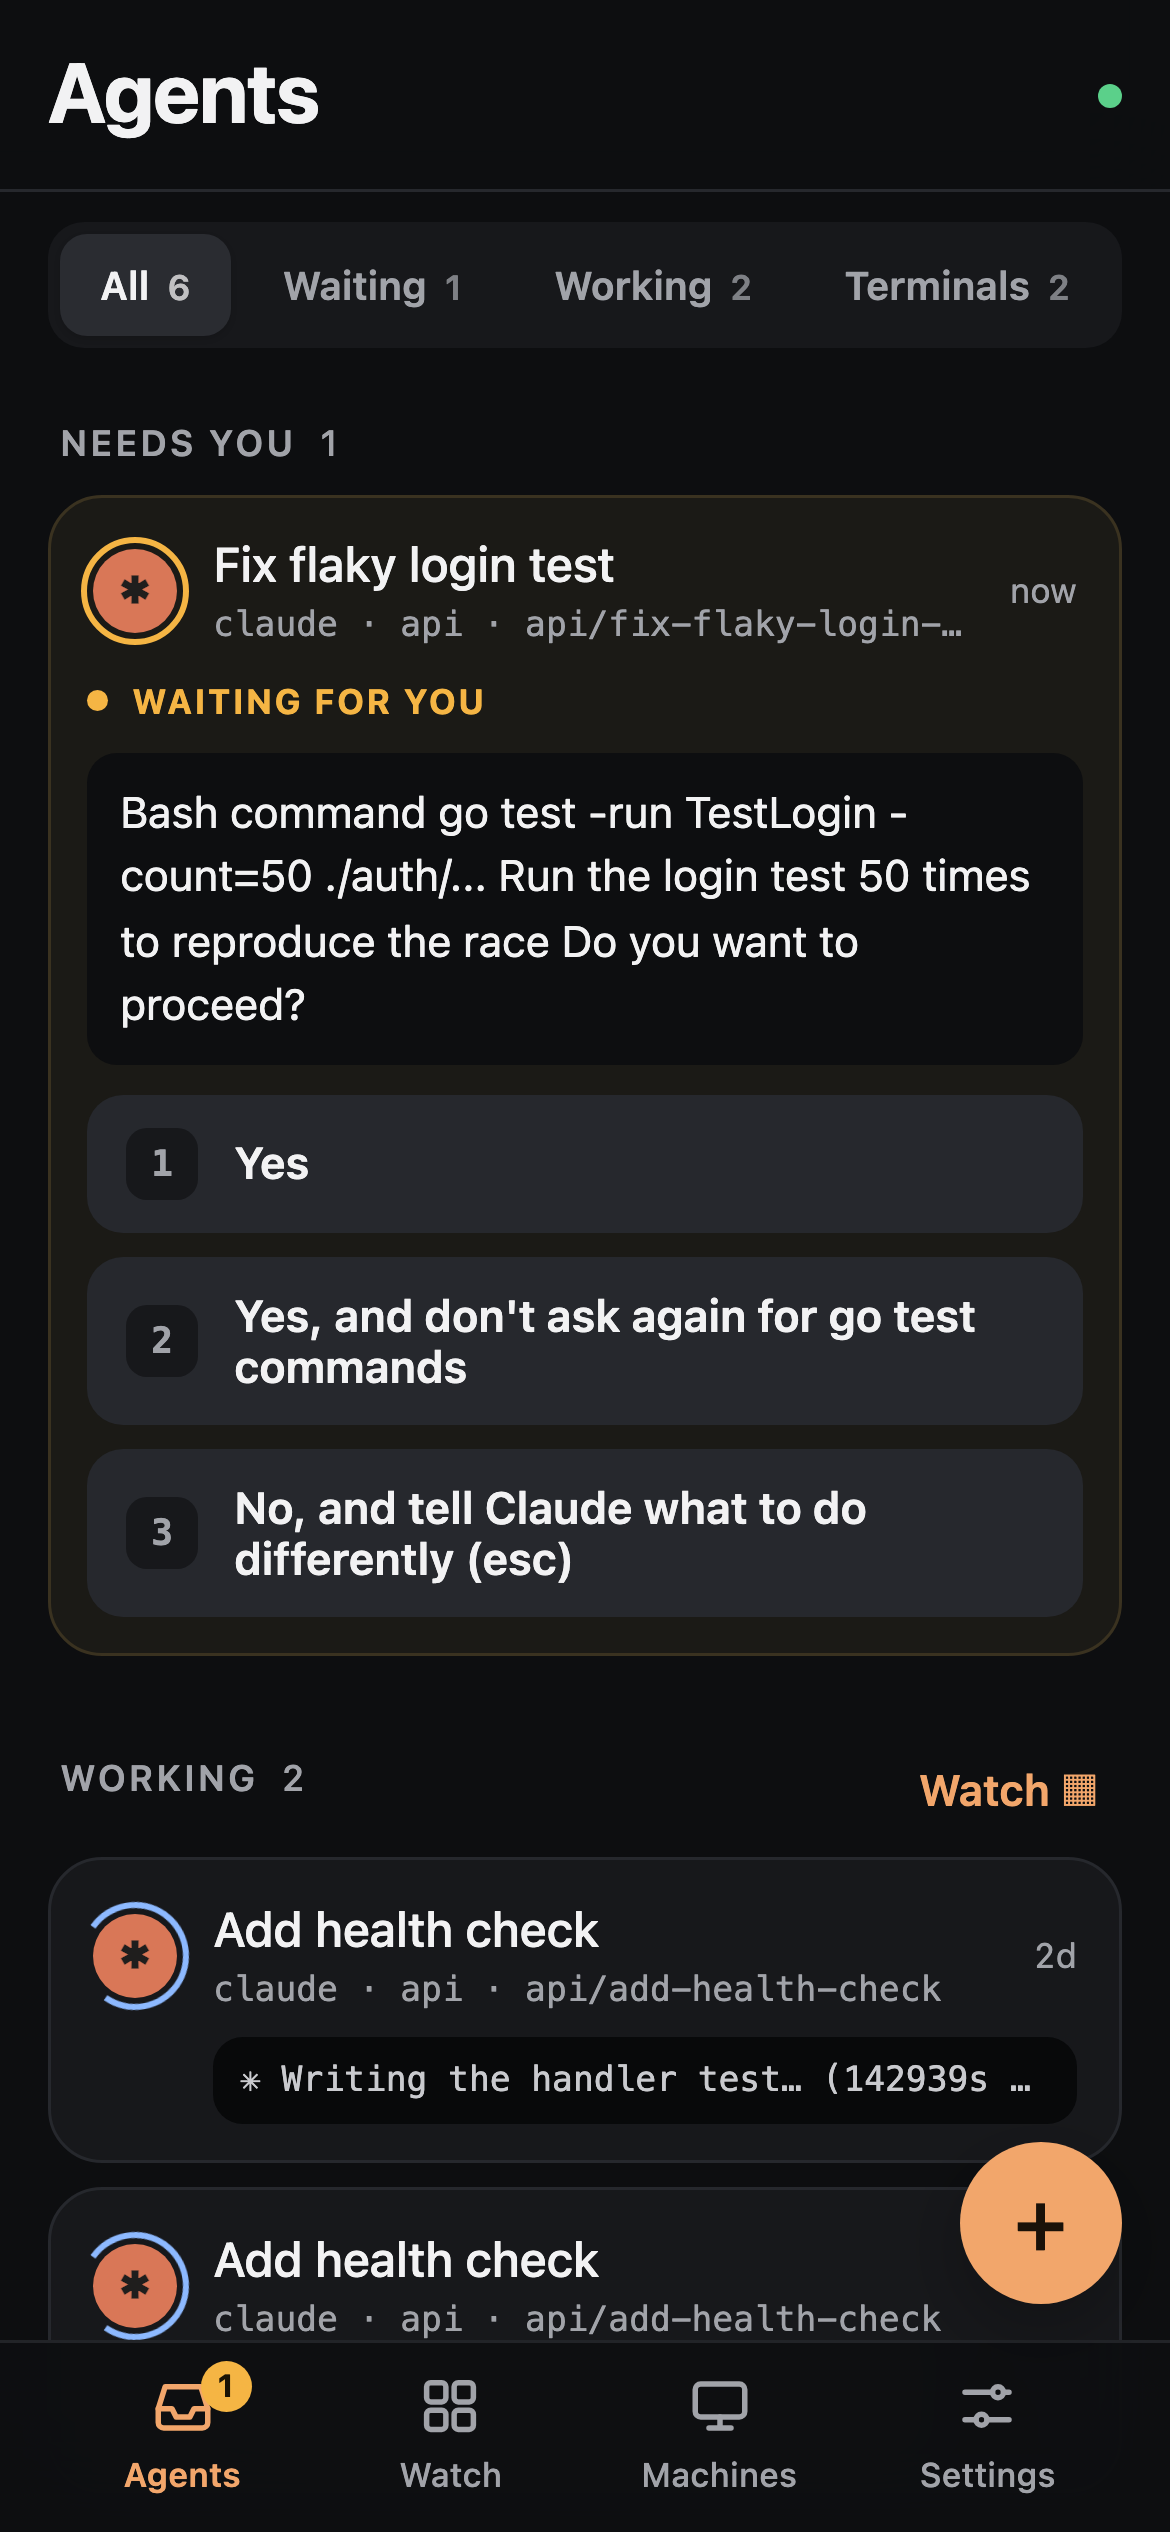 Agents
All 6 Waiting 1 Working 2 Terminals 2
NEEDS YOU 1
Fix flaky login test
now
claude · api · api/fix-flaky-login-…
WAITING FOR YOU
Bash command go test -run TestLogin -
count=50 ./auth/... Run the login test 50 times
to reproduce the race Do you want to
proceed?
1 Yes
2 Yes, and don't ask again for go test
commands
3 No, and tell Claude what to do
differently (esc)
WORKING 2
Watch
Add health check
2d
claude · api · api/add-health-check
✳ Writing the handler test… (142939s …
Add health check
claude · api · api/add-health-check
1
Agents Watch Machines Settings